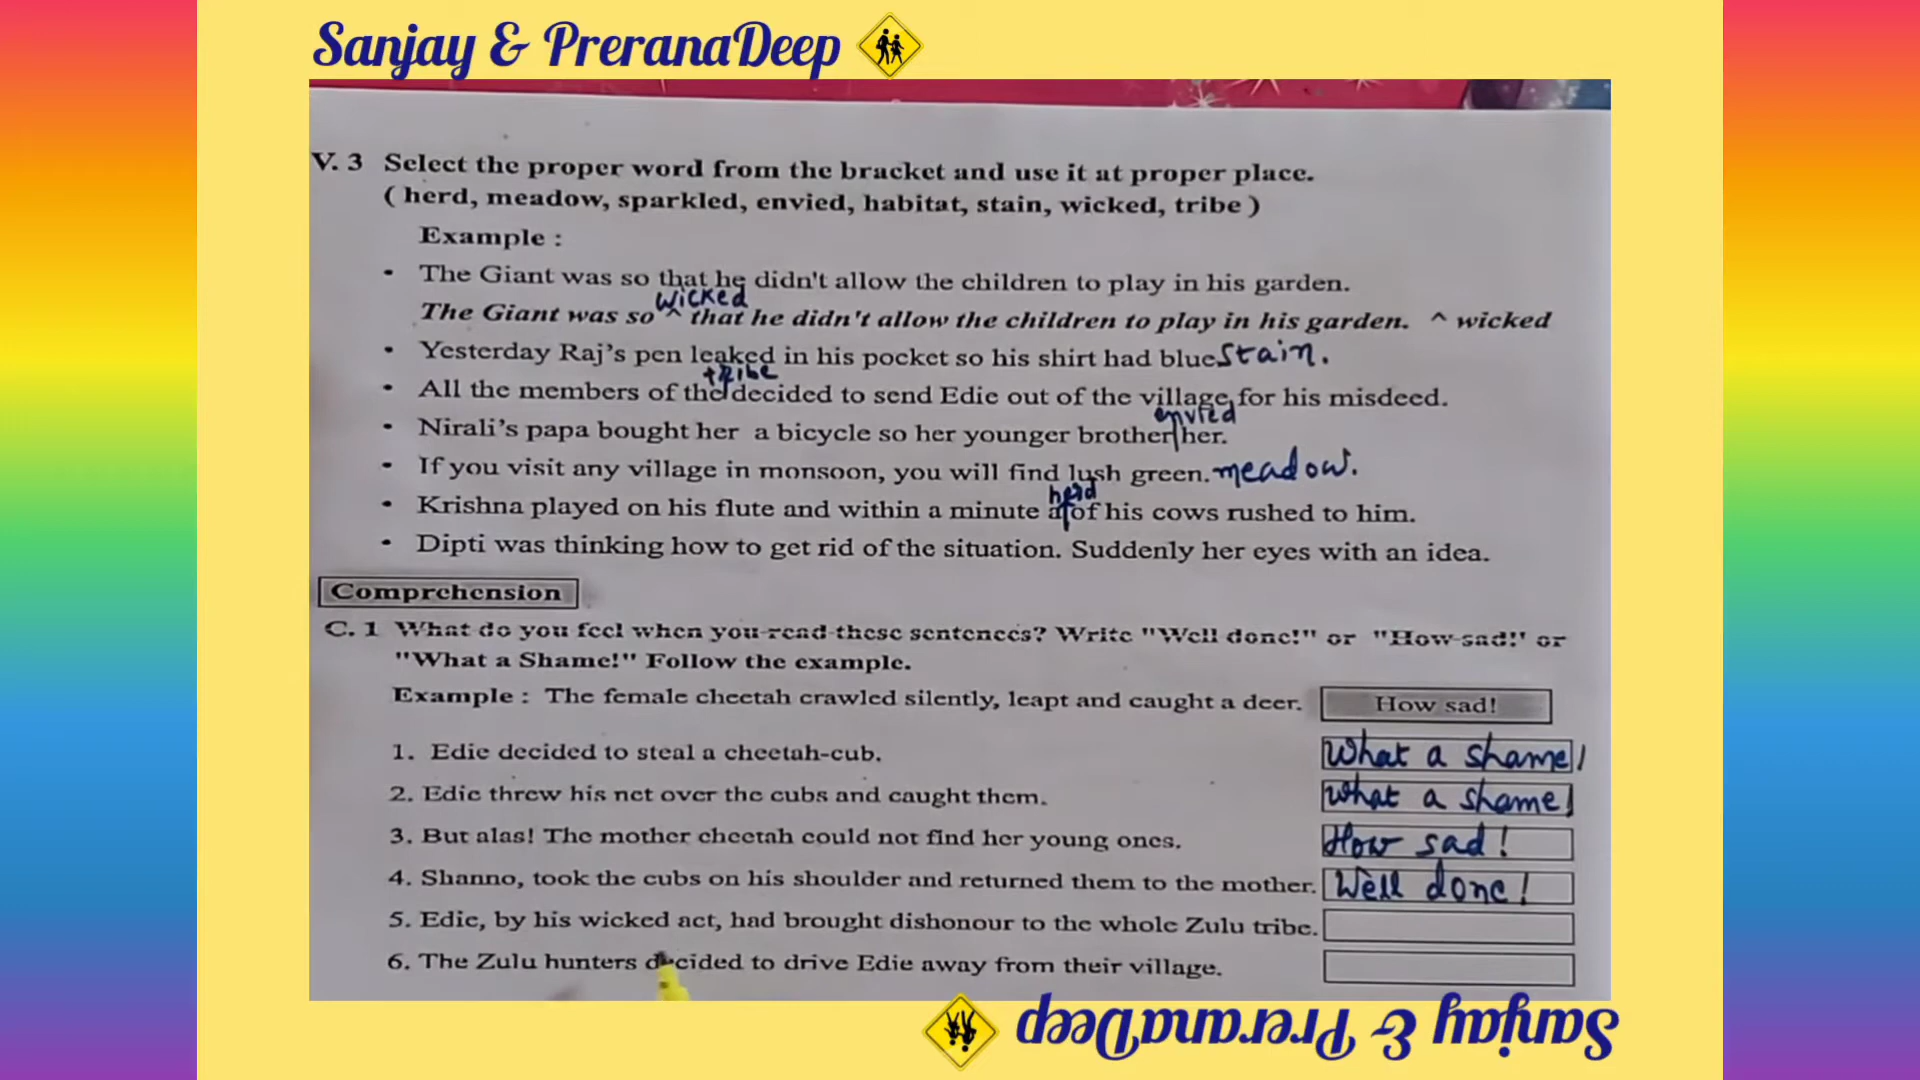 Sanjay & PreranaDeep
V. 3 Select the proper word from the bracket and use it at proper place.
( herd, meadow, sparkled, envied, habitat, stain, wicked, tribe )
Example :
• The Giant was so that he didn't allow the children to play in his garden.
wicked
The Giant was so ^ that he didn't allow the children to play in his garden. ^ wicked
• Yesterday Raj's pen leaked in his pocket so his shirt had blue stain.
tribe
• All the members of the decided to send Edie out of the village for his misdeed.
envied
• Nirali's papa bought her a bicycle so her younger brother her.
• If you visit any village in monsoon, you will find lush green. meadow.
herd
• Krishna played on his flute and within a minute a of his cows rushed to him.
• Dipti was thinking how to get rid of the situation. Suddenly her eyes with an idea.
Comprehension
C. 1 What do you feel when you read these sentences? Write "Well done!" or "How sad!' or
"What a Shame!" Follow the example.
Example : The female cheetah crawled silently, leapt and caught a deer. How sad!
1. Edie decided to steal a cheetah-cub. What a shame!
2. Edie threw his net over the cubs and caught them. What a shame!
3. But alas! The mother cheetah could not find her young ones. How sad!
4. Shanno, took the cubs on his shoulder and returned them to the mother. Well done!
5. Edie, by his wicked act, had brought dishonour to the whole Zulu tribe.
6. The Zulu hunters decided to drive Edie away from their village.
Sanjay & PreranaDeep